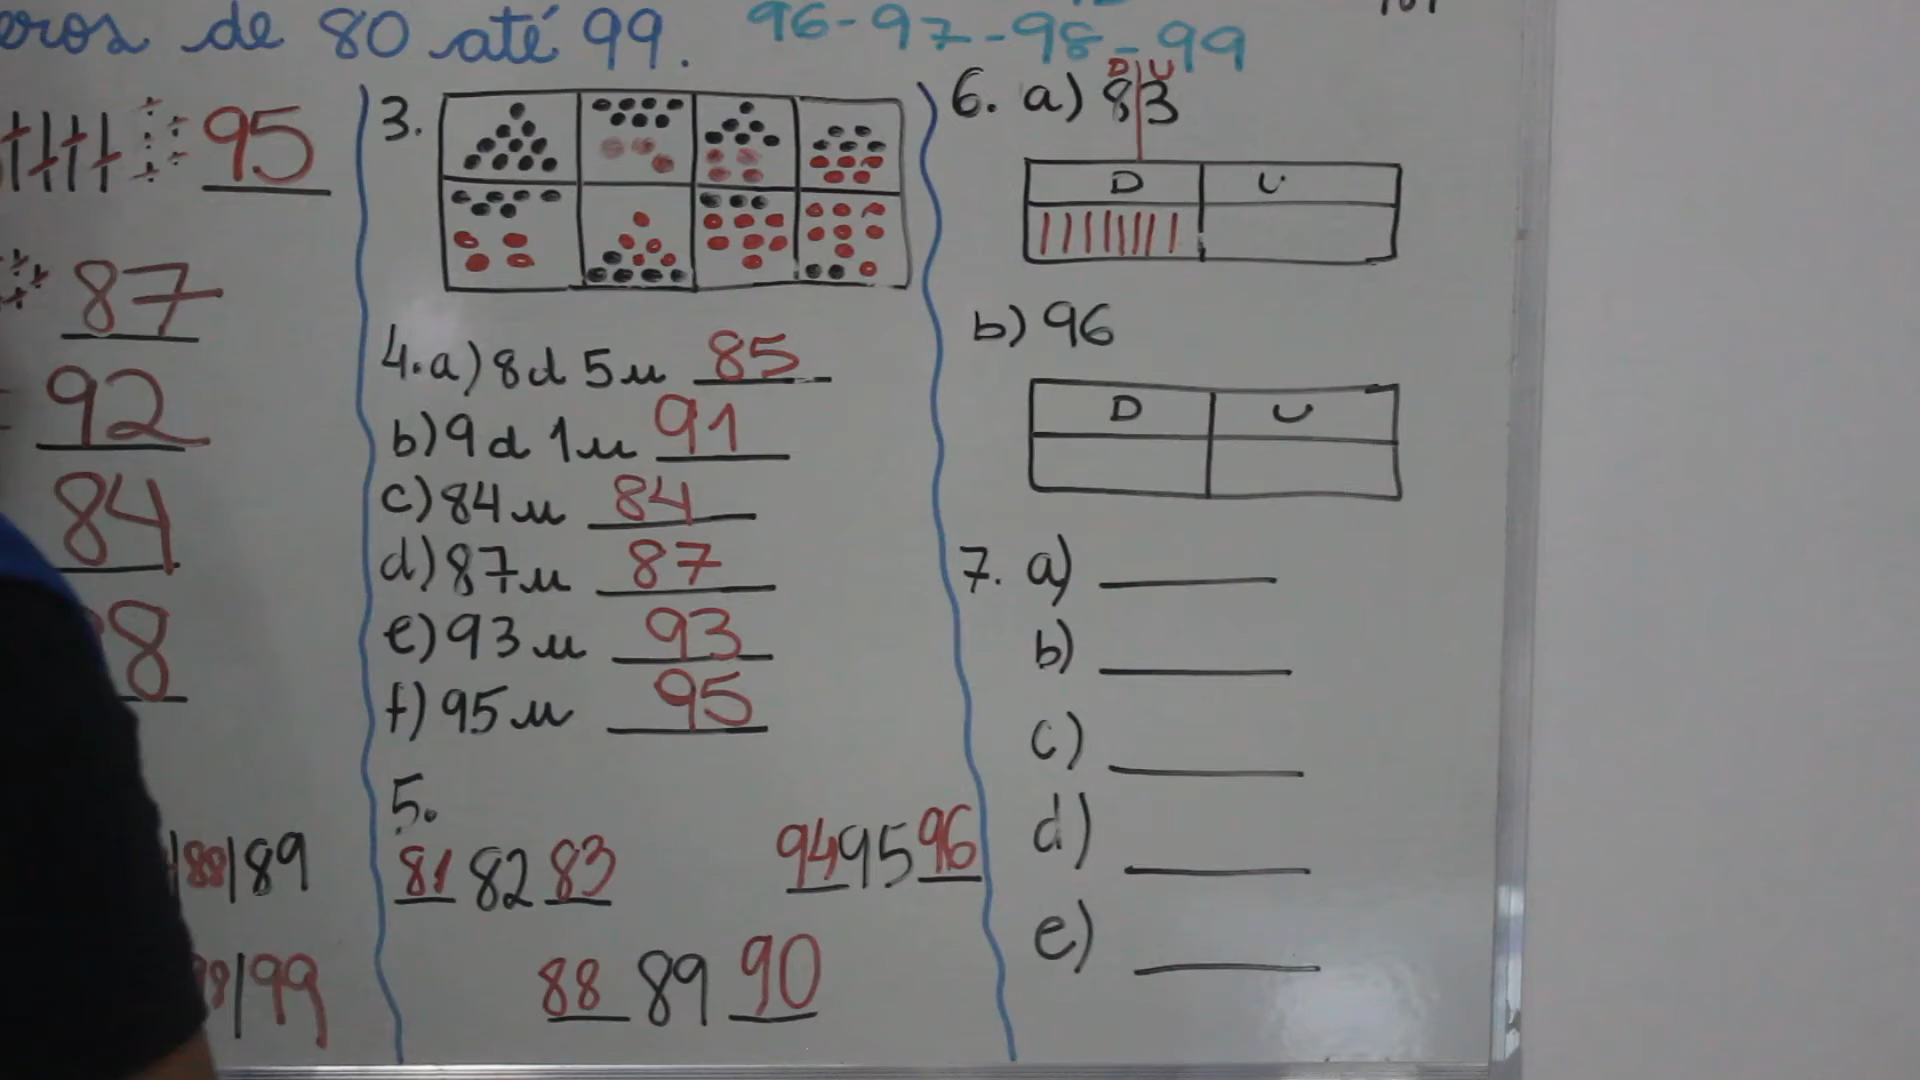 de 80 até 99. 96-97-98-99
95
87
92
84
8
88|89
|99
3.
4. a) 8d 5u 85
b) 9d 1u 91
c) 84u 84
d) 87u 87
e) 93u 93
f) 95u 95
5.
81 82 83
94 95 96
88 89 90
D U
6. a) 83
D U
b) 96
D U
7. a)
b)
c)
d)
e)